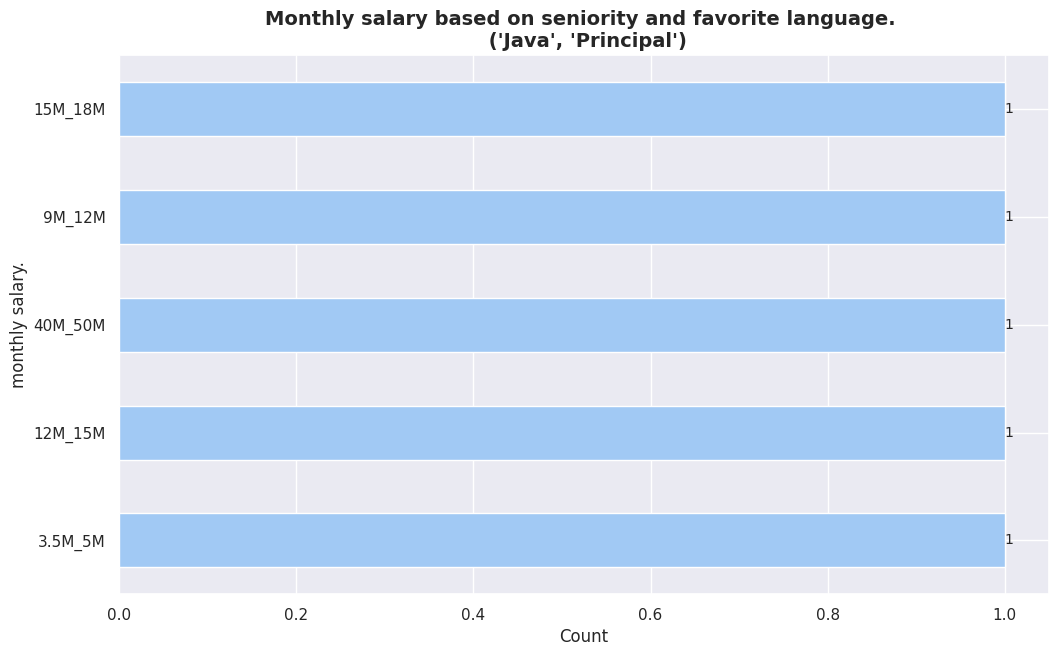 Monthly salary based on seniority and favorite language.
('Java', 'Principal')
monthly salary.
15M_18M
1
9M_12M
1
40M_50M
1
12M_15M
1
3.5M_5M
1
0.0
0.2
0.4
0.6
0.8
1.0
Count